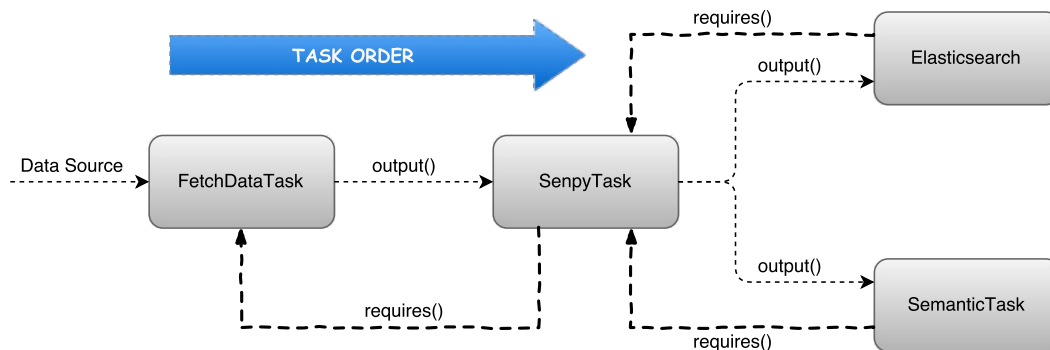 requires()
TASK ORDER
Elasticsearch
output()
Data Source
FetchDataTask
output()
SenpyTask
output()
requires()
SemanticTask
requires()